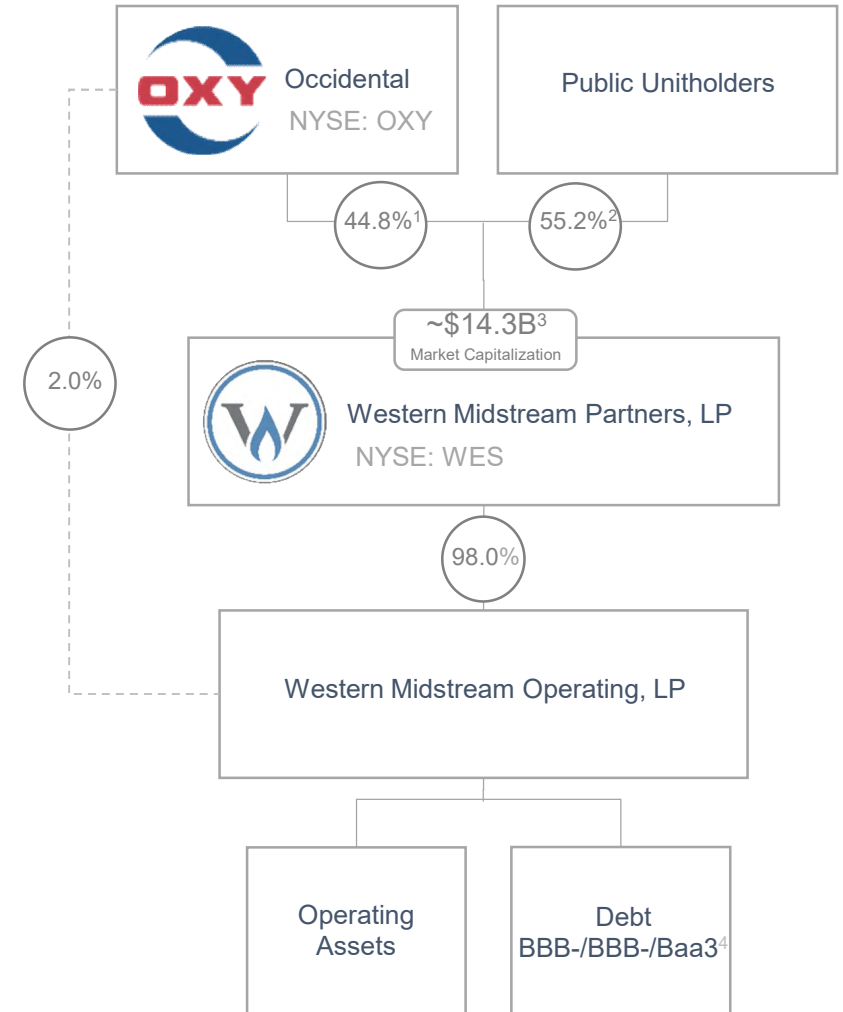 OXY
Occidental
NYSE: OXY
Public Unitholders
44.8%1
55.2%2
~$14.3B3
Market Capitalization
2.0%
W
Western Midstream Partners, LP
NYSE: WES
98.0%
Western Midstream Operating, LP
Operating
Assets
Debt
BBB-/BBB-/Baa34